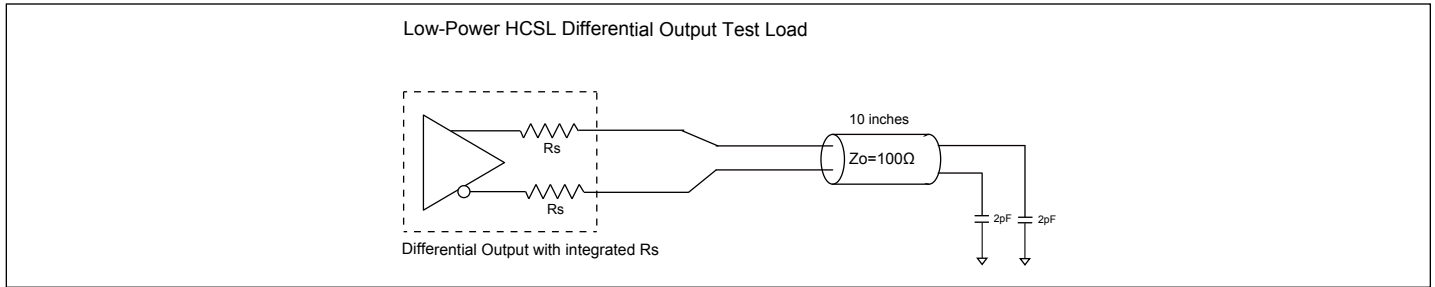 Low-Power HCSL Differential Output Test Load
10 inches
Rs
Zo=100Ω
Rs
2pF
2pF
Differential Output with integrated Rs